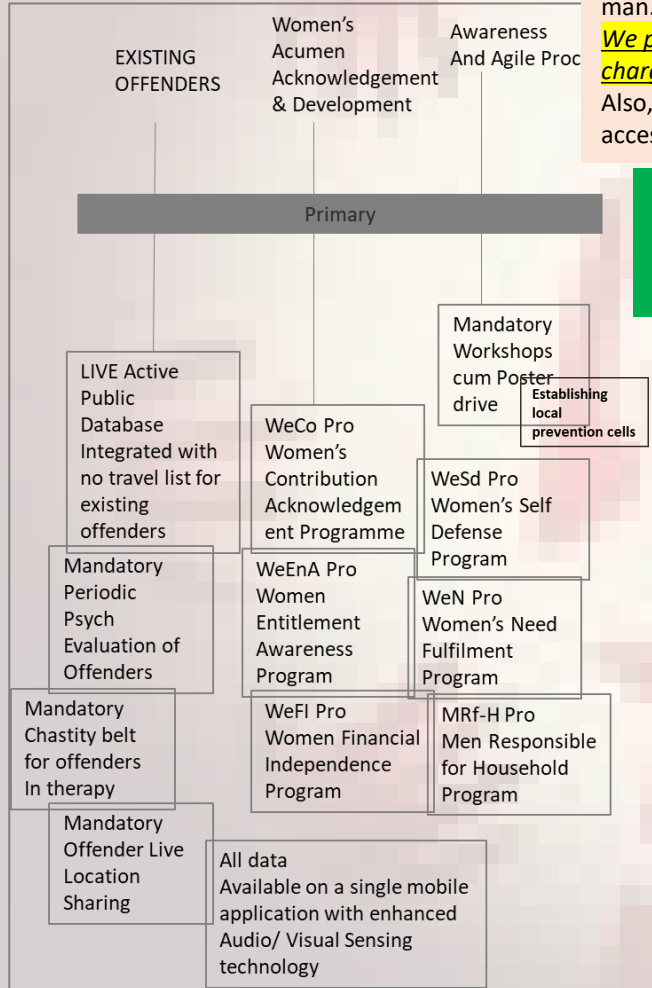 EXISTING
OFFENDERS
Women's
Acumen
Acknowledgement
& Development
Awareness
And Agile Proc
man.
We p
Also,
Primary
LIVE Active
Public
Database
Integrated with
no travel list for
existing
offenders
Mandatory
Periodic
Psych
Evaluation of
Offenders
Mandatory
Chastity belt
for offenders
In therapy
Mandatory
Offender Live
Location
Sharing
WeCo Pro
Women's
Contribution
Acknowledgem
ent Programme
WeEnA Pro
Women
Entitlement
Awareness
Program
WeFI Pro
Women Financial
Independence
Program
Mandatory
Workshops
cum Poster
drive
Establishing
local
prevention cells
WeSd Pro
Women's Self
Defense
Program
WeN Pro
Women's Need
Fulfilment
Program
MRf-H Pro
Men Responsible
for Household
Program
All data
Available on a single mobile
application with enhanced
Audio/ Visual Sensing
technology